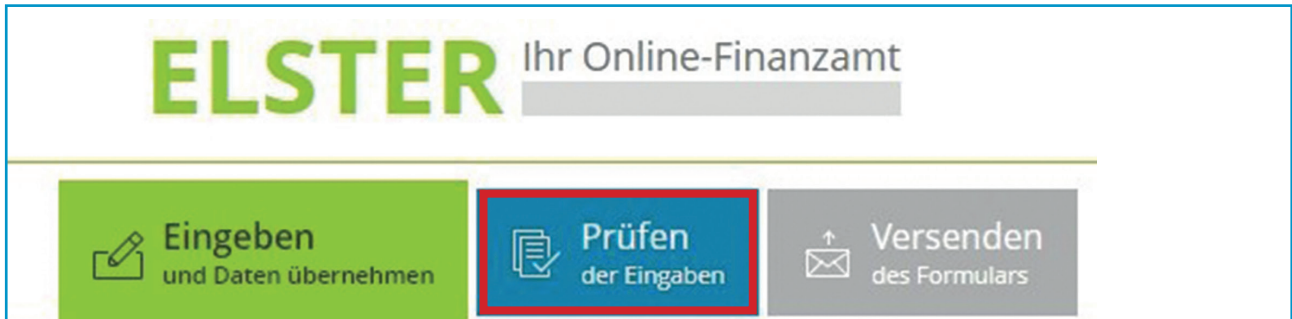 ELSTER Ihr Online-Finanzamt
Eingeben
und Daten übernehmen
Prüfen
der Eingaben
Versenden
des Formulars